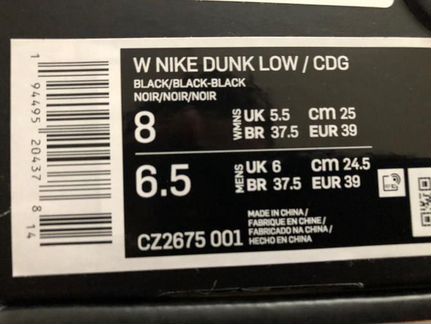 W NIKE DUNK LOW / CDG
BLACK/BLACK-BLACK
NOIR/NOIR/NOIR
8 WMNS UK 5.5 cm 25
BR 37.5 EUR 39
6.5 MENS UK 6 cm 24.5
BR 37.5 EUR 39
MADE IN CHINA /
FABRIQUE EN CHINE /
FABRICADO NA CHINA /
HECHO EN CHINA
CZ2675 001
1 94495 20437 8 14